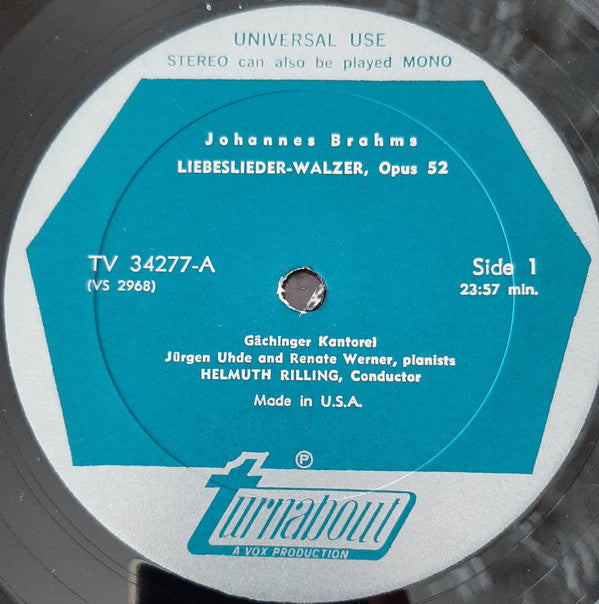 UNIVERSAL USE
STEREO can also be played MONO
Johannes Brahms
LIEBESLIEDER-WALZER, Opus 52
TV 34277-A
(VS 2968)
Side 1
23:57 min.
Gächinger Kantorei
Jürgen Uhde and Renate Werner, pianists
HELMUTH RILLING, Conductor
Made in U.S.A.
℗
turnabout
A VOX PRODUCTION